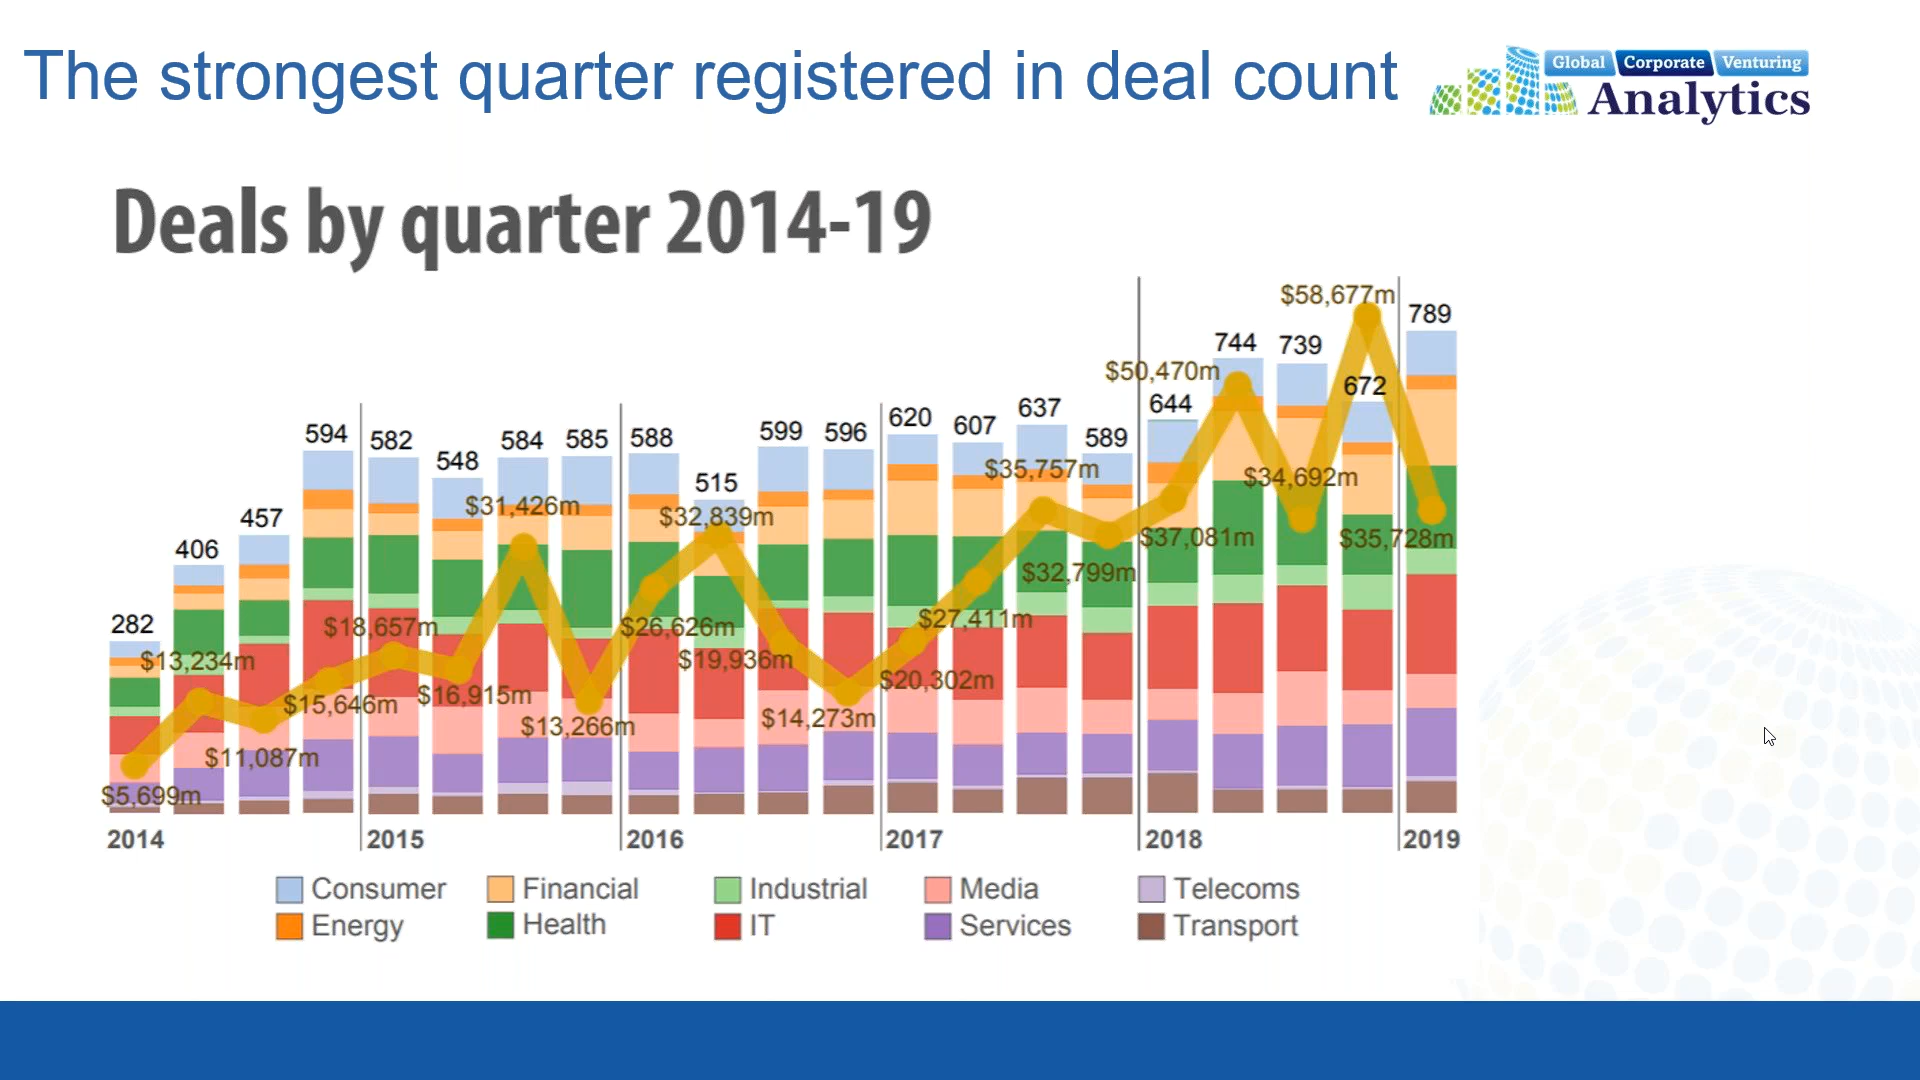 The strongest quarter registered in deal count
Global Corporate Venturing
Analytics
Deals by quarter 2014-19
$58,677m
789
744
739
$50,470m
672
644
637
620
607
594
582
584
585
588
599
596
589
548
515
$35,757m
$34,692m
$31,426m
$32,839m
457
406
$37,081m
$35,728m
$32,799m
282
$18,657m
$26,626m
$27,411m
$13,234m
$19,936m
$20,302m
$15,646m
$16,915m
$13,266m
$14,273m
$11,087m
$5,699m
2014
2015
2016
2017
2018
2019
Consumer
Financial
Industrial
Media
Telecoms
Energy
Health
IT
Services
Transport